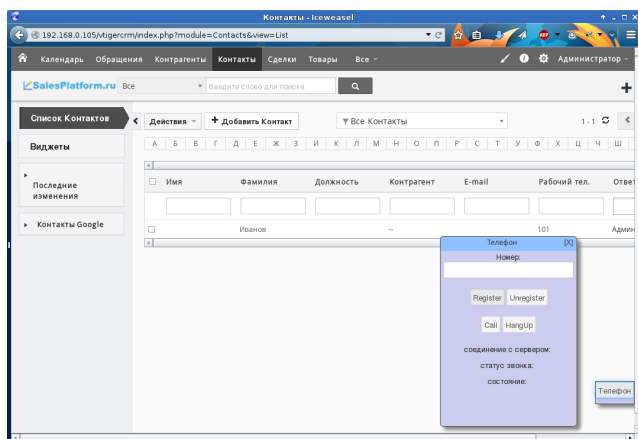 Контакты - Iceweasel
192.168.0.105/vtigercrm/index.php?module=Contacts&view=List
Календарь Обращения Контрагенты Контакты Сделки Товары Все Администратор
SalesPlatform.ru Все Введите слово для поиска
Список Контактов Действия + Добавить Контакт Все Контакты 1 - 1
Виджеты
А Б В Г Д Е Ж З И К Л М Н О П Р С Т У Ф Х Ц Ч Ш
Последние
изменения
Имя Фамилия Должность Контрагент E-mail Рабочий тел. Ответ
Контакты Google
Иванов -- 101 Админ
Телефон [X]
Номер:
Register Unregister
Call HangUp
соединение с сервером:
статус звонка:
состояние:
Телефон